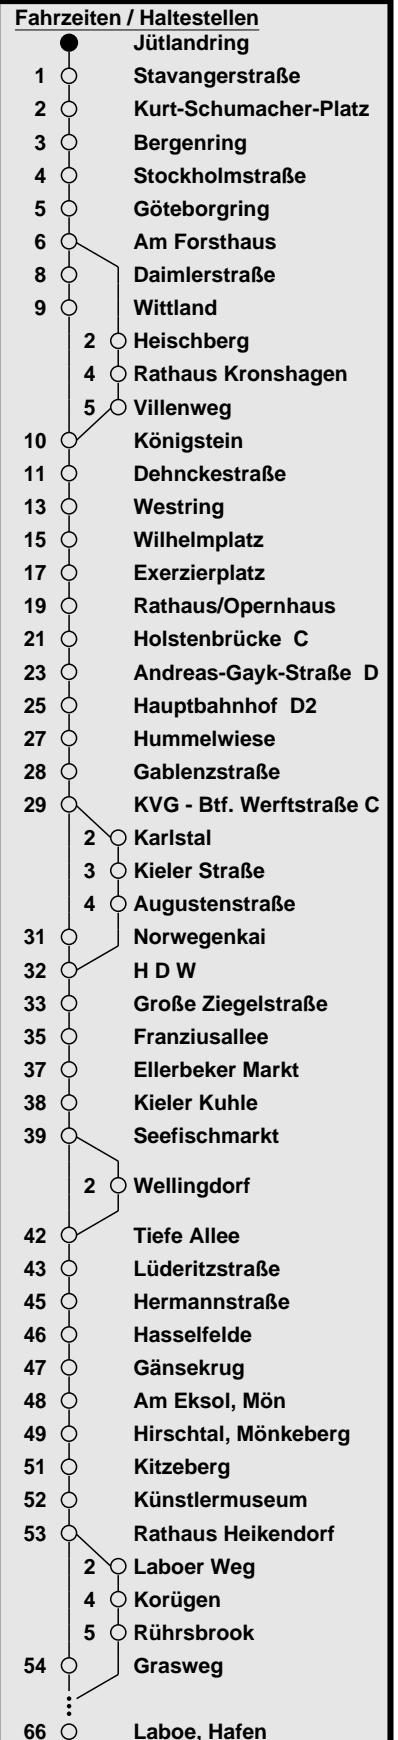 Fahrzeiten / Haltestellen
Jütlandring
1 Stavangerstraße
2 Kurt-Schumacher-Platz
3 Bergenring
4 Stockholmstraße
5 Göteborgring
6 Am Forsthaus
8 Daimlerstraße
9 Wittland
2 Heischberg
4 Rathaus Kronshagen
5 Villenweg
10 Königstein
11 Dehnckestraße
13 Westring
15 Wilhelmplatz
17 Exerzierplatz
19 Rathaus/Opernhaus
21 Holstenbrücke C
23 Andreas-Gayk-Straße D
25 Hauptbahnhof D2
27 Hummelwiese
28 Gablenzstraße
29 KVG - Btf. Werftstraße C
2 Karlstal
3 Kieler Straße
4 Augustenstraße
31 Norwegenkai
32 H D W
33 Große Ziegelstraße
35 Franziusallee
37 Ellerbeker Markt
38 Kieler Kuhle
39 Seefischmarkt
2 Wellingdorf
42 Tiefe Allee
43 Lüderitzstraße
45 Hermannstraße
46 Hasselfelde
47 Gänsekrug
48 Am Eksol, Mön
49 Hirschtal, Mönkeberg
51 Kitzeberg
52 Künstlermuseum
53 Rathaus Heikendorf
2 Laboer Weg
4 Korügen
5 Rührsbrook
54 Grasweg
66 Laboe, Hafen